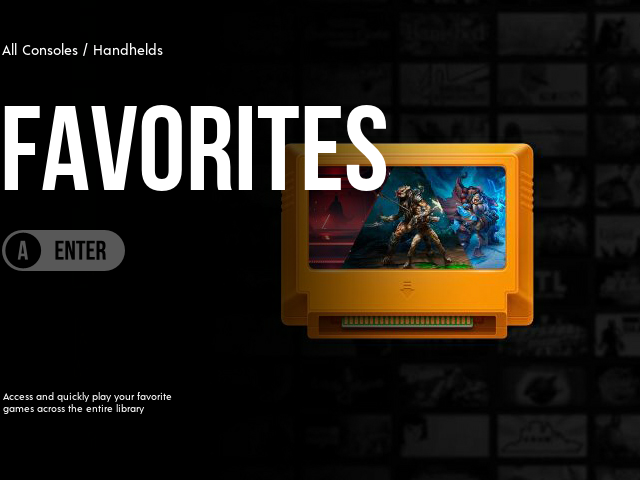 All Consoles / Handhelds
FAVORITES
A ENTER
Access and quickly play your favorite
games across the entire library